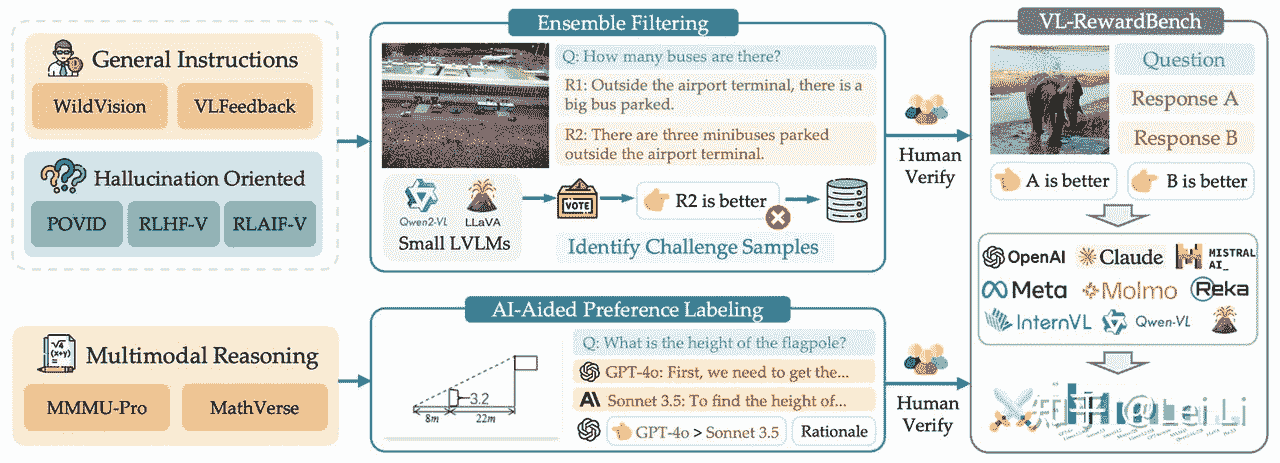 General Instructions
WildVision
VLFeedback
Hallucination Oriented
POVID
RLHF-V
RLAIF-V
Ensemble Filtering
Q: How many buses are there?
R1: Outside the airport terminal, there is a
big bus parked.
R2: There are three minibuses parked
outside the airport terminal.
Qwen2-VL
LLaVA
Small LVLMs
VOTE
R2 is better
Identify Challenge Samples
Human
Verify
VL-RewardBench
Question
Response A
Response B
A is better
B is better
OpenAI
Claude
MISTRAL
AI_
Meta
Molmo
Reka
InternVL
Qwen-VL
Multimodal Reasoning
MMMU-Pro
MathVerse
AI-Aided Preference Labeling
3.2
8m
22m
Q: What is the height of the flagpole?
GPT-4o: First, we need to get the...
Sonnet 3.5: To find the height of...
GPT-4o > Sonnet 3.5
Rationale
Human
Verify
知乎 @Lei Li